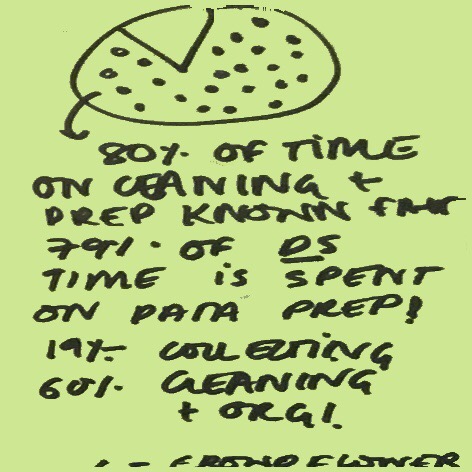 80% OF TIME
ON CLEANING +
PREP KNOWN FACT
79% OF DS
TIME is SPENT
ON DATA PREP!
19% COLLECTING
60% CLEANING
+ ORG!
- CROWDFLOWER